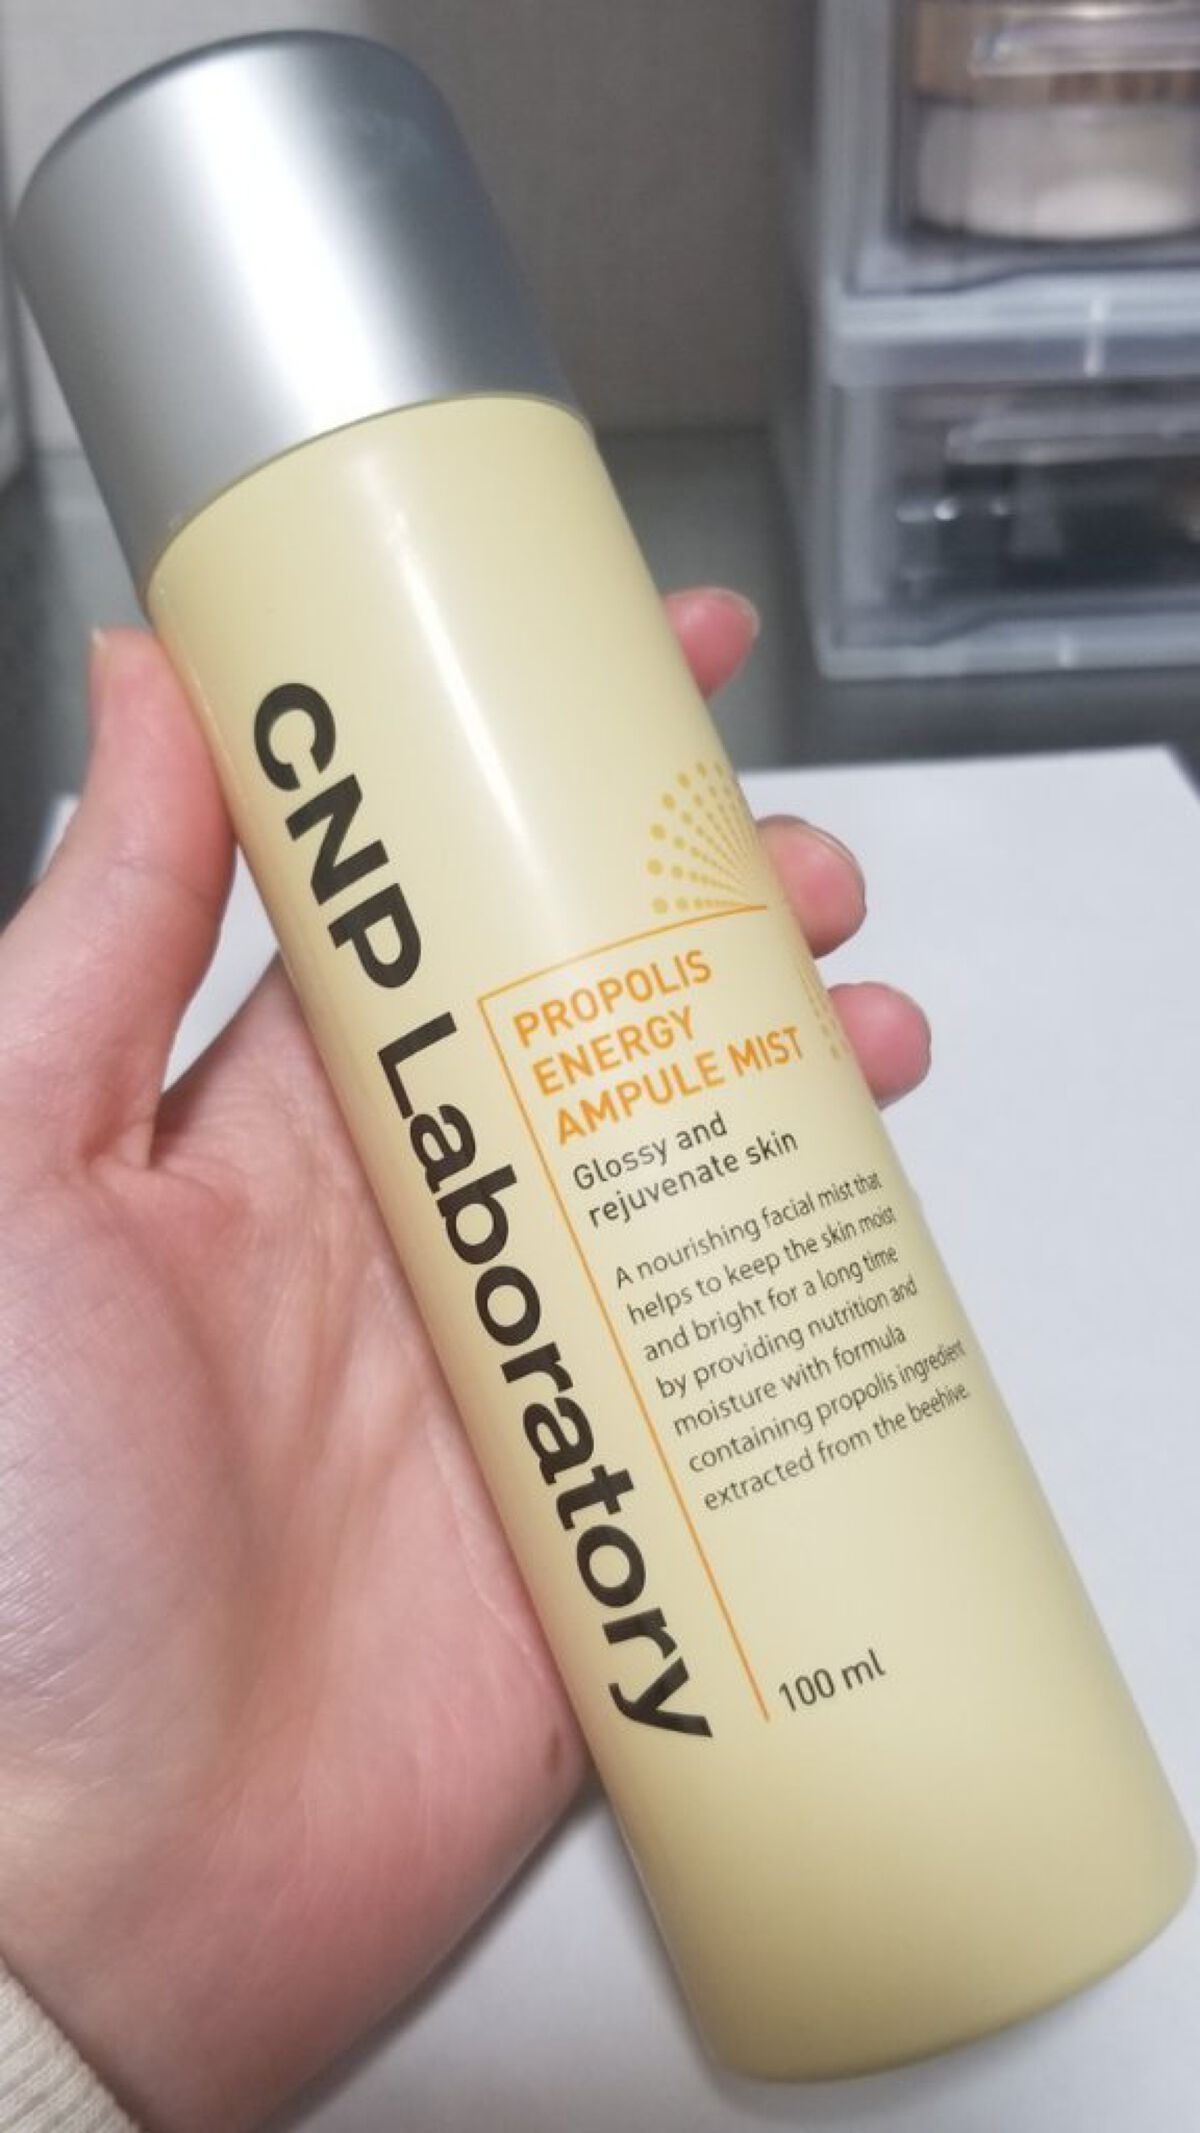 CNP Laboratory
PROPOLIS
ENERGY
AMPULE MIST
Glossy and
rejuvenate skin
A nourishing facial mist that
helps to keep the skin moist
and bright for a long time
by providing nutrition and
moisture with formula
containing propolis ingredient
extracted from the beehive.
100 ml